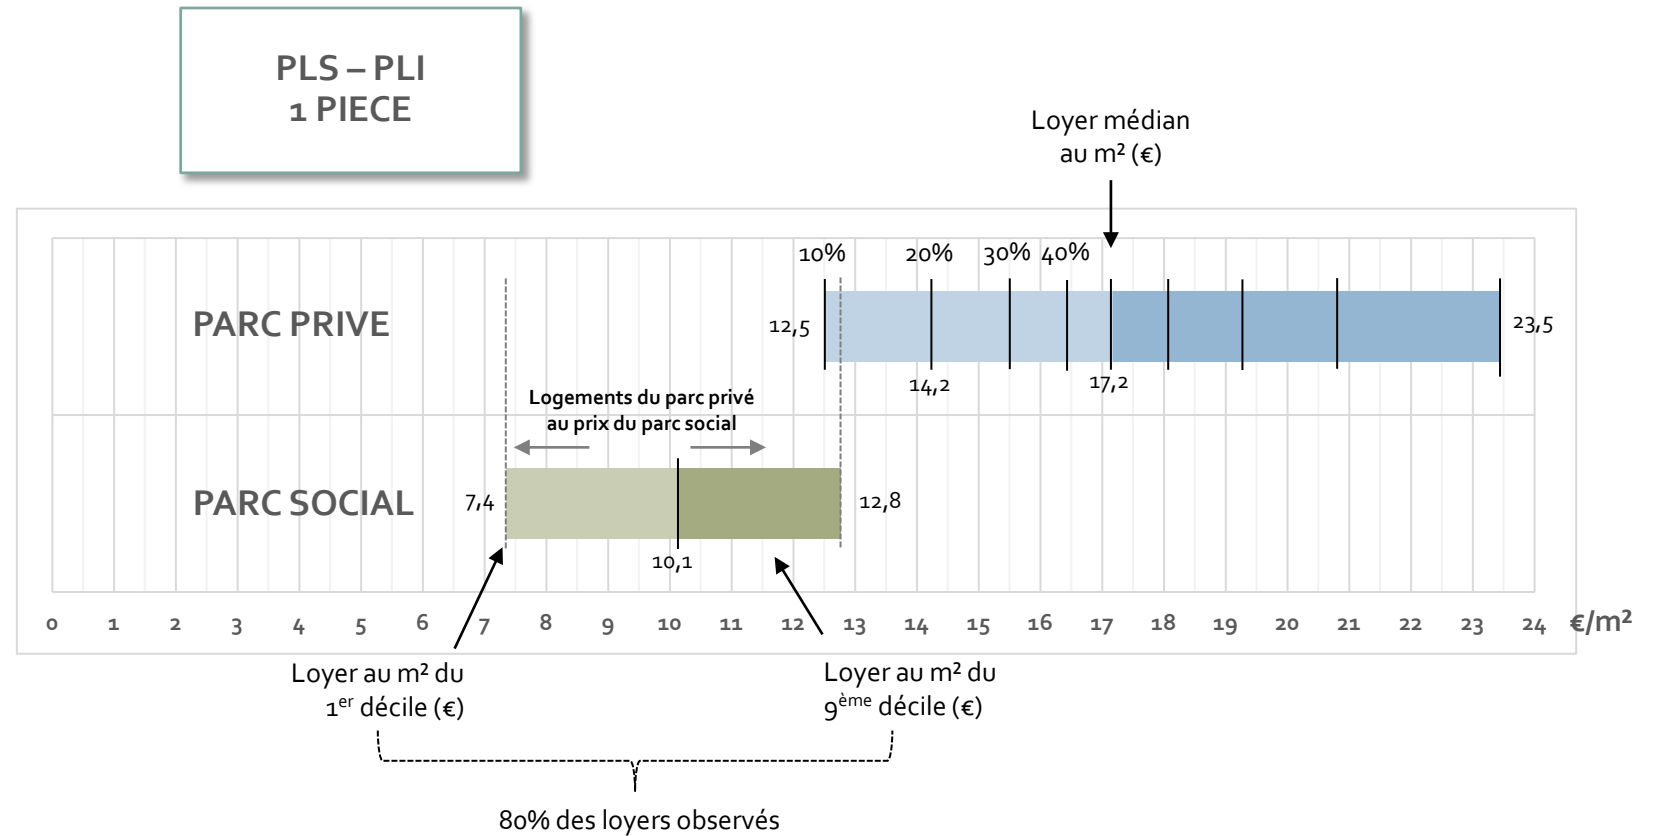 PLS – PLI
1 PIECE
Loyer médian
au m² (€)
10% 20% 30% 40%
PARC PRIVE
12,5
23,5
14,2
17,2
Logements du parc privé
au prix du parc social
PARC SOCIAL
7,4
12,8
10,1
0 1 2 3 4 5 6 7 8 9 10 11 12 13 14 15 16 17 18 19 20 21 22 23 24 €/m²
Loyer au m² du
1er décile (€)
Loyer au m² du
9ème décile (€)
80% des loyers observés